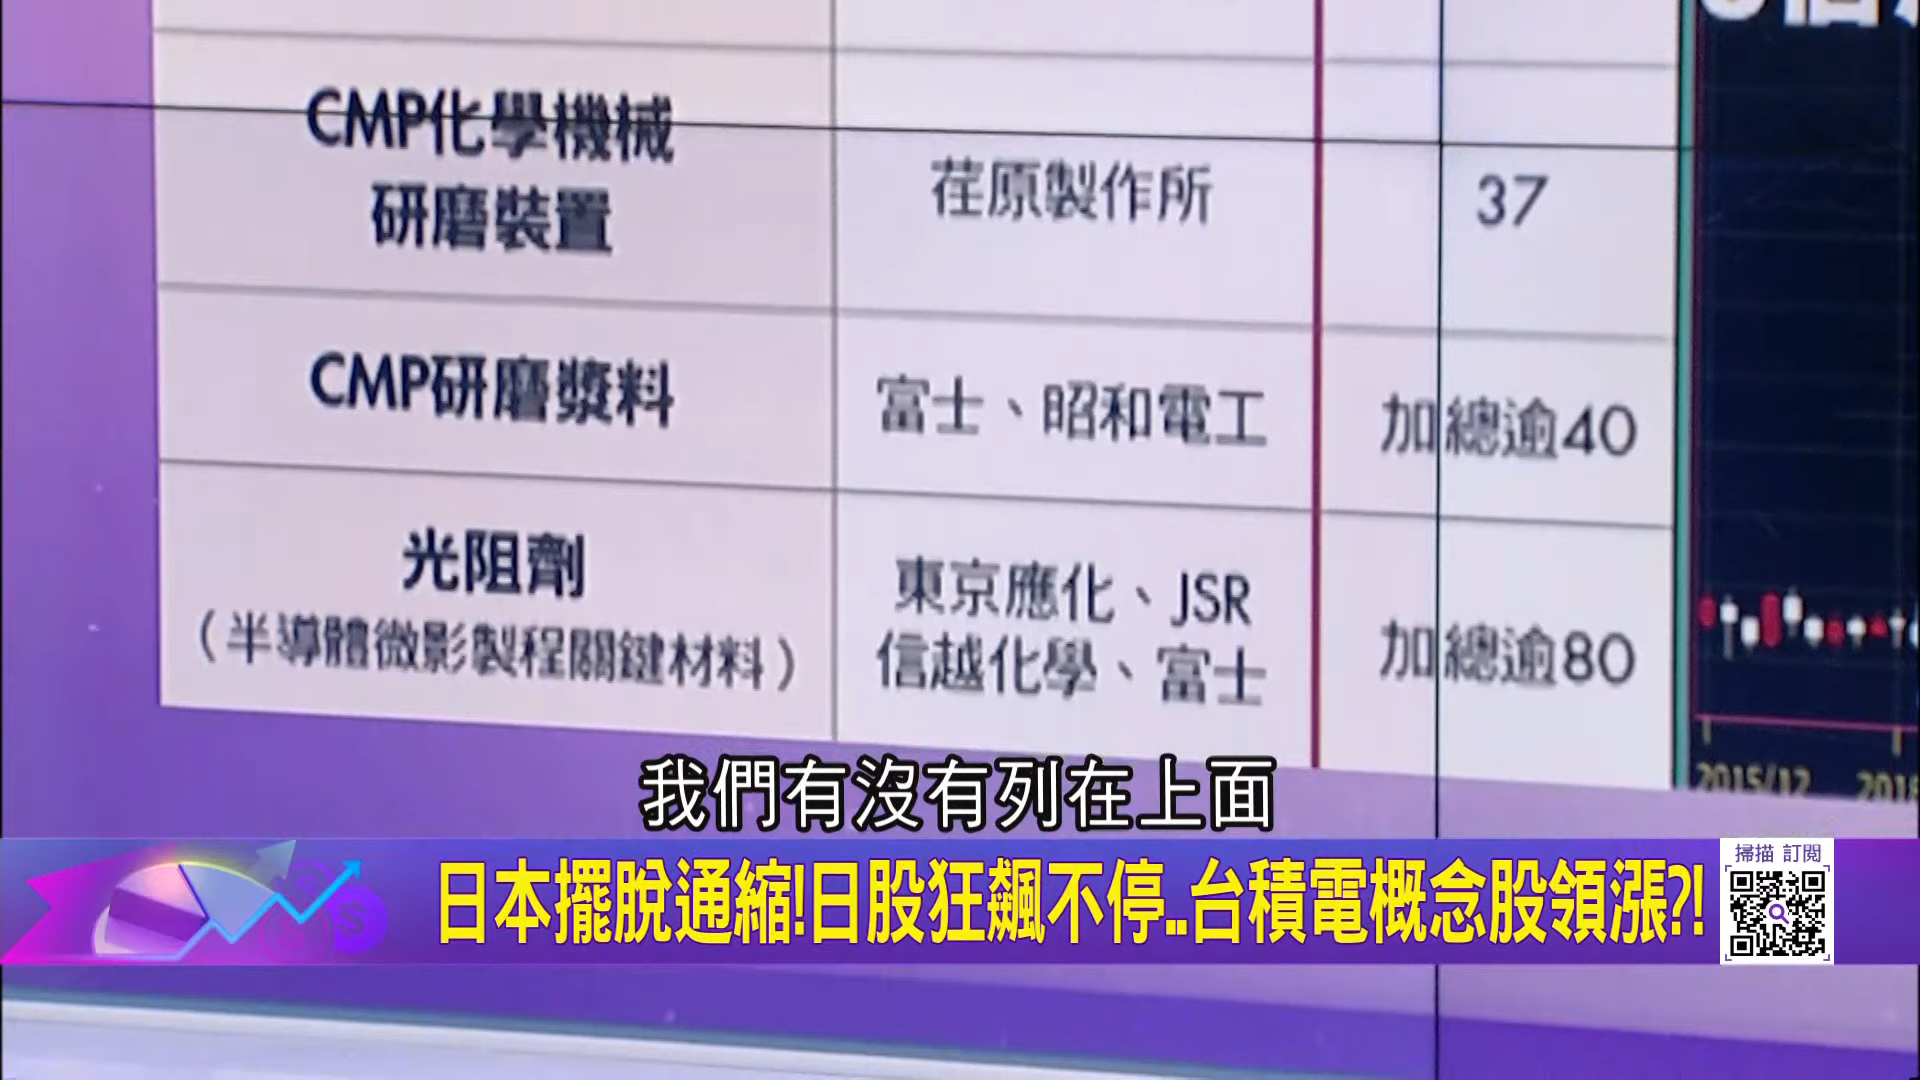 CMP化學機械
研磨裝置
荏原製作所
37
CMP研磨漿料
富士、昭和電工
加總逾40
光阻劑
（半導體微影製程關鍵材料）
東京應化、JSR
信越化學、富士
加總逾80
2015/12
我們有沒有列在上面
日本擺脫通縮!日股狂飆不停..台積電概念股領漲?!
掃描 訂閱